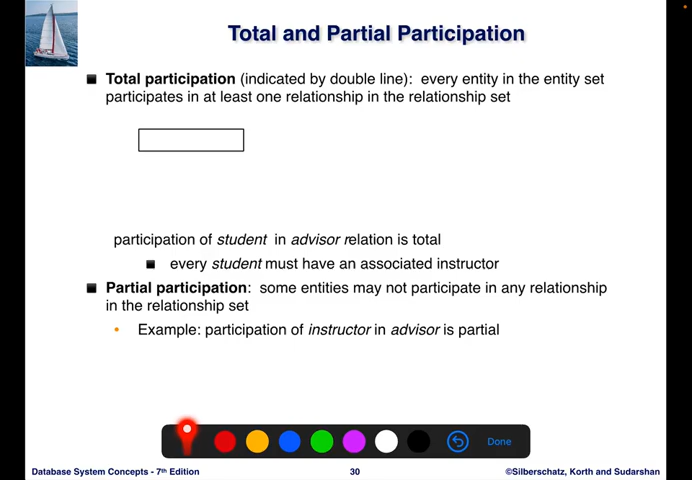 Total and Partial Participation
Total participation (indicated by double line): every entity in the entity set
participates in at least one relationship in the relationship set
participation of student in advisor relation is total
every student must have an associated instructor
Partial participation: some entities may not participate in any relationship
in the relationship set
Example: participation of instructor in advisor is partial
Done
Database System Concepts - 7th Edition
30
©Silberschatz, Korth and Sudarshan